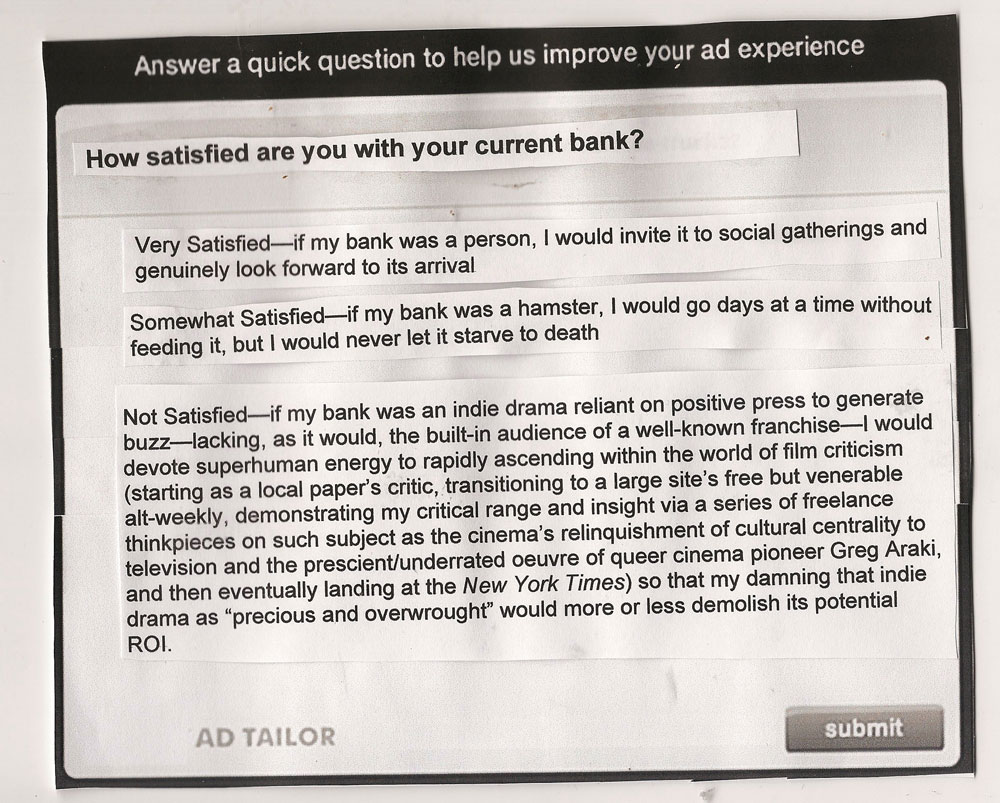 Answer a quick question to help us improve your ad experience
How satisfied are you with your current bank?
Very Satisfied—if my bank was a person, I would invite it to social gatherings and
genuinely look forward to its arrival
Somewhat Satisfied—if my bank was a hamster, I would go days at a time without
feeding it, but I would never let it starve to death
Not Satisfied—if my bank was an indie drama reliant on positive press to generate
buzz—lacking, as it would, the built-in audience of a well-known franchise—I would
devote superhuman energy to rapidly ascending within the world of film criticism
(starting as a local paper's critic, transitioning to a large site's free but venerable
alt-weekly, demonstrating my critical range and insight via a series of freelance
thinkpieces on such subject as the cinema's relinquishment of cultural centrality to
television and the prescient/underrated oeuvre of queer cinema pioneer Greg Araki,
and then eventually landing at the New York Times) so that my damning that indie
drama as “precious and overwrought” would more or less demolish its potential
ROI.
AD TAILOR
submit